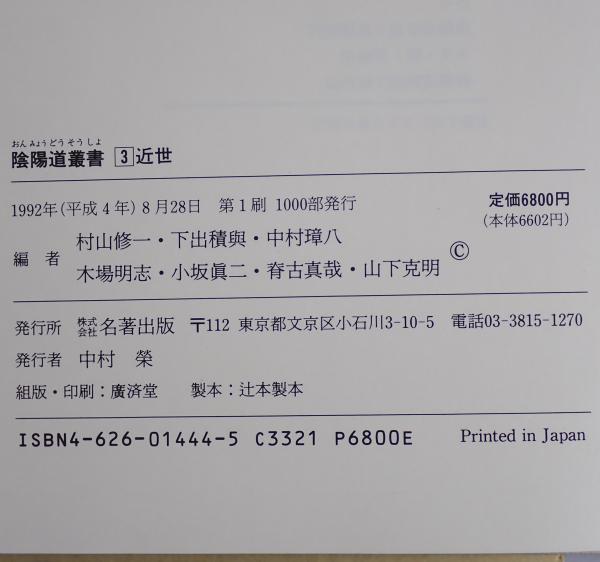 おんみょうどうそうしょ
陰陽道叢書 3近世
1992年(平成4年)8月28日 第1刷 1000部発行
定価6800円
(本体6602円)
編者
村山修一・下出積與・中村璋八
木場明志・小坂眞二・脊古真哉・山下克明
©
発行所 株式会社名著出版 〒112 東京都文京区小石川3-10-5 電話03-3815-1270
発行者 中村 榮
組版・印刷:廣済堂 製本:辻本製本
ISBN4-626-01444-5 C3321 P6800E
Printed in Japan